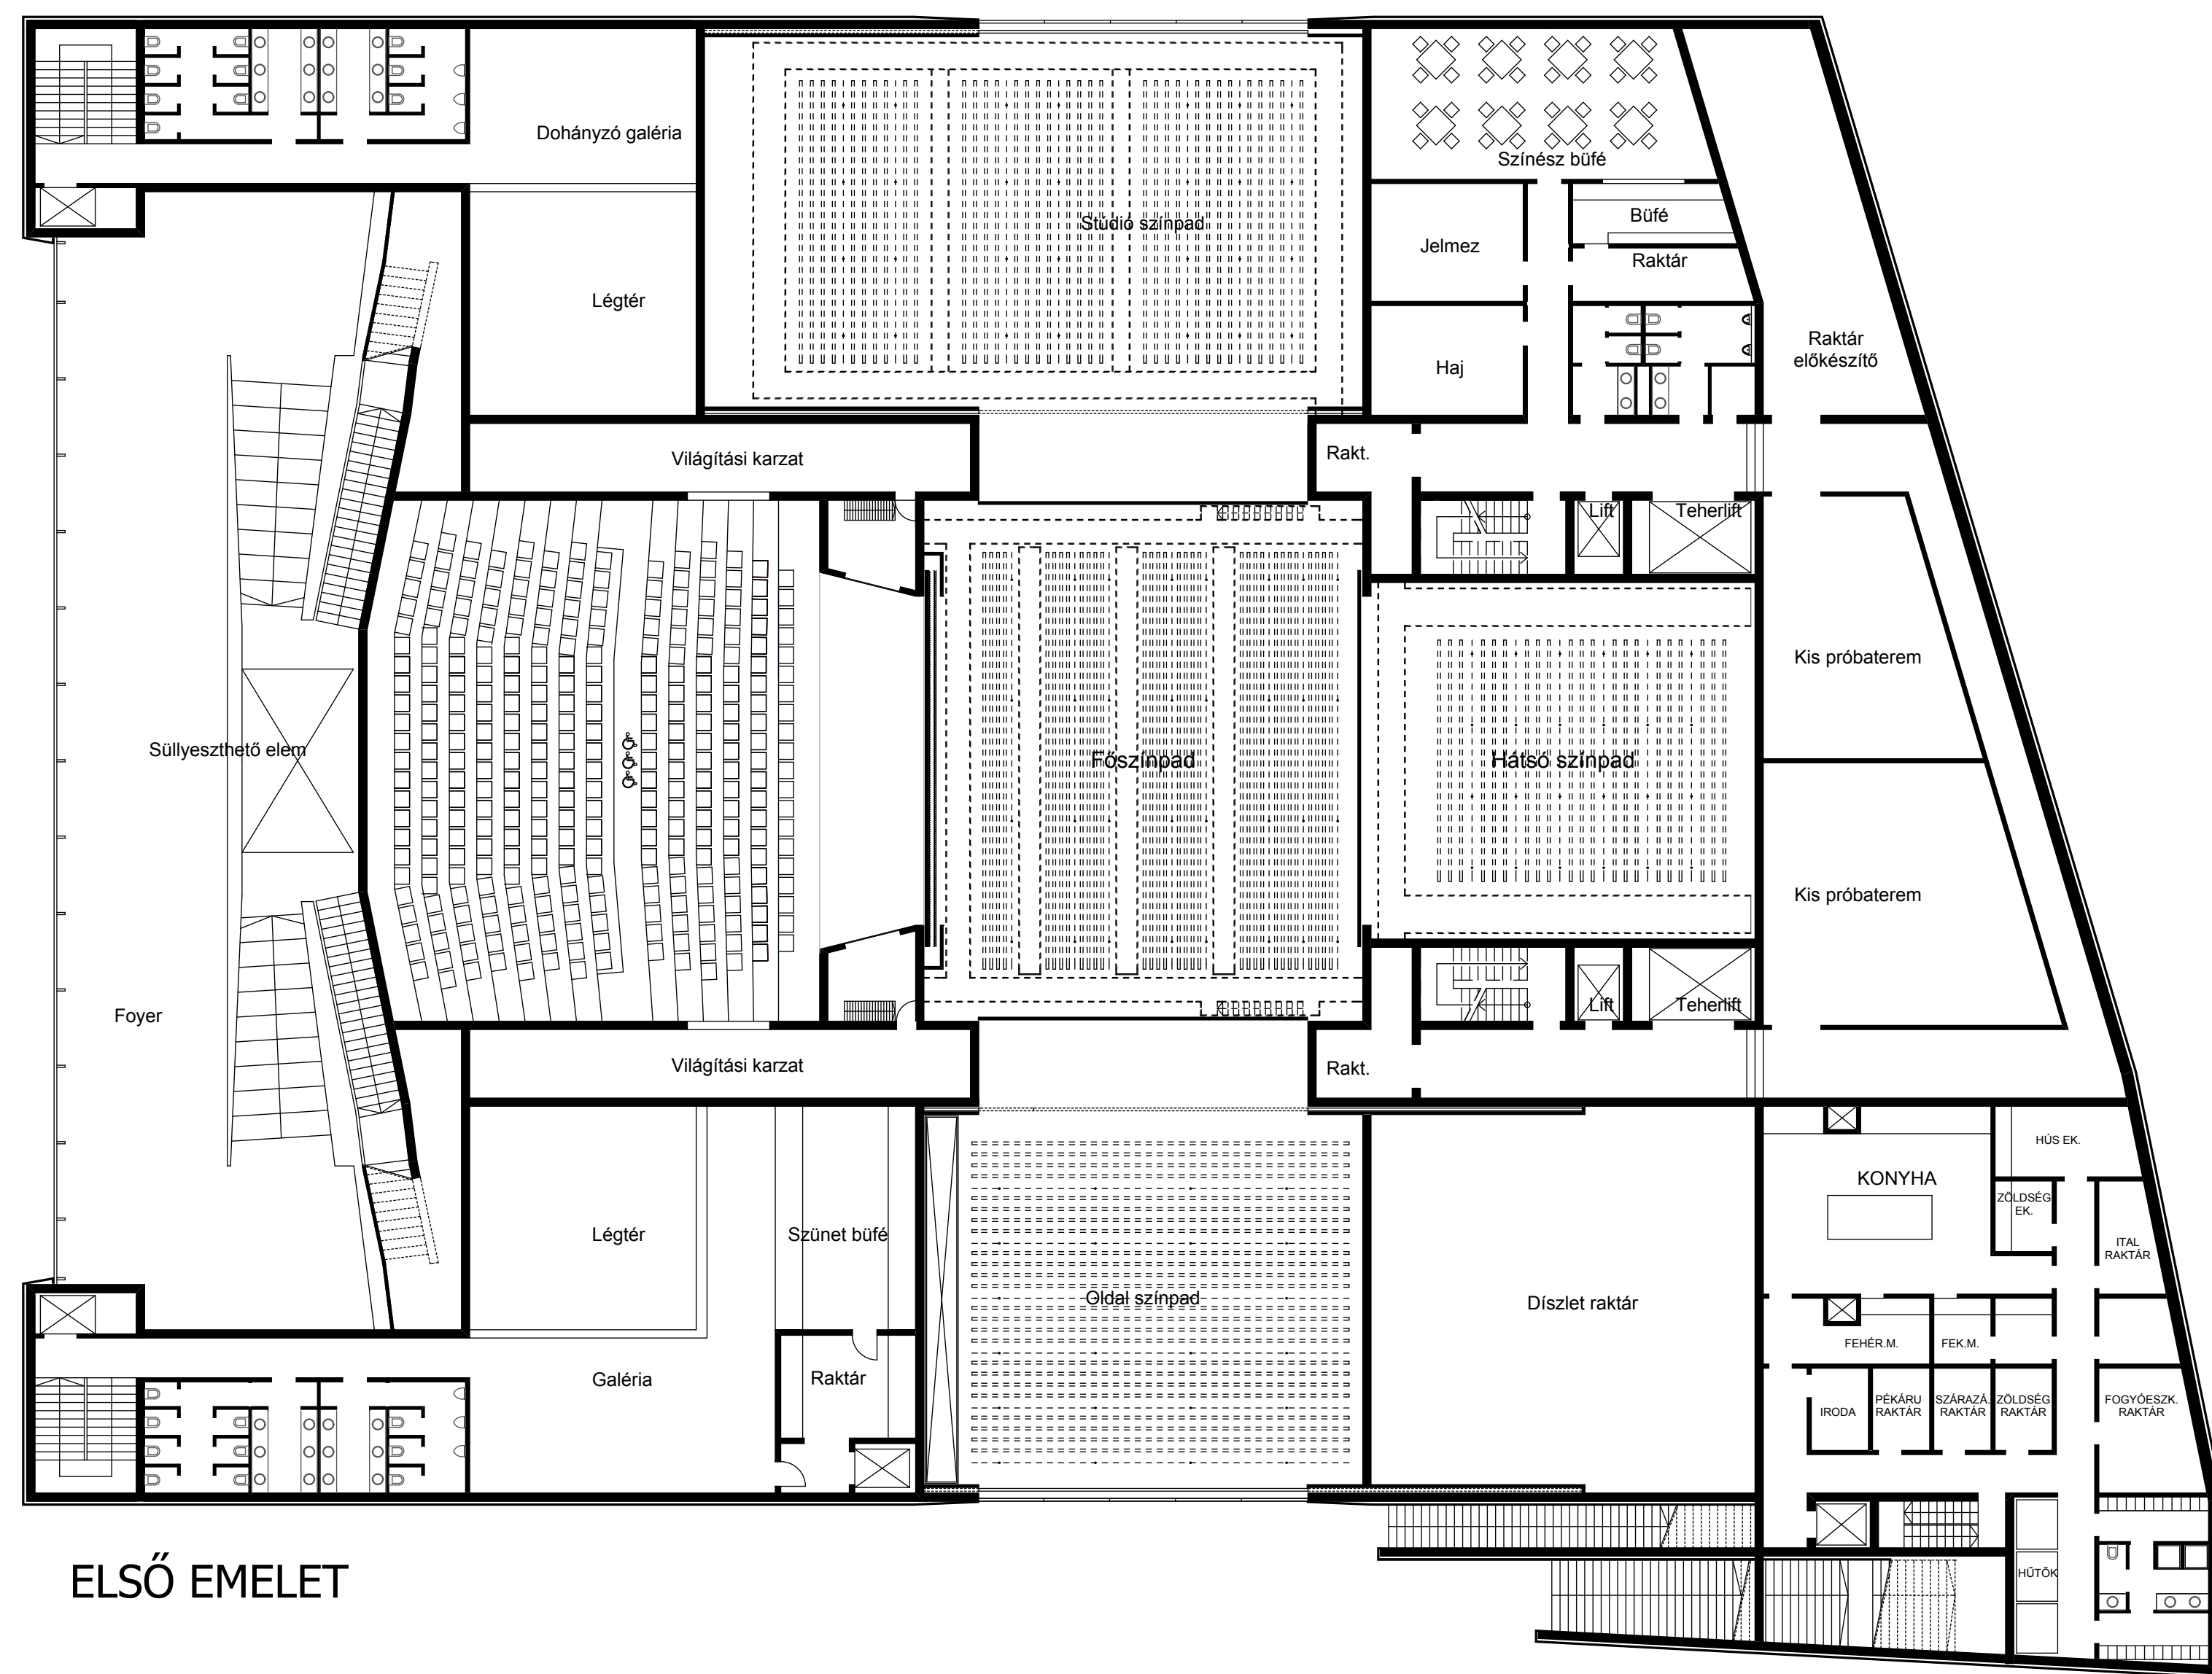 Dohányzó galéria
Színész büfé
Büfé
Stúdió színpad
Jelmez
Raktár
Légtér
Raktár
előkészítő
Haj
Világítási karzat
Rakt.
Lift
Teherlift
Kis próbaterem
Süllyeszthető elem
Főszínpad
Hátsó színpad
Kis próbaterem
Foyer
Lift
Teherlift
Világítási karzat
Rakt.
HÚS EK.
KONYHA
ZÖLDSÉG
EK.
Légtér
Szünet büfé
ITAL
RAKTÁR
Oldal színpad
Díszlet raktár
FEHÉR.M.
FEK.M.
Galéria
Raktár
IRODA
PÉKÁRU
RAKTÁR
SZÁRAZÁ.
RAKTÁR
ZÖLDSÉG
RAKTÁR
FOGYÓESZK.
RAKTÁR
HŰTŐK
ELSŐ EMELET